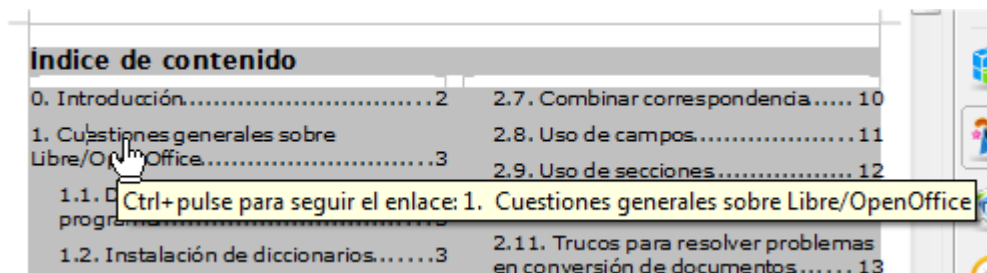 Índice de contenido
0. Introducción.............................2
1. Cuestiones generales sobre
Libre/OpenOffice..........................3
1.1.
1.2. Instalación de diccionarios.......3
2.7. Combinar correspondencia...... 10
2.8. Uso de campos...................11
2.9. Uso de secciones................. 12
2.11. Trucos para resolver problemas
en conversión de documentos...... 13
Ctrl+pulse para seguir el enlace: 1. Cuestiones generales sobre Libre/OpenOffice